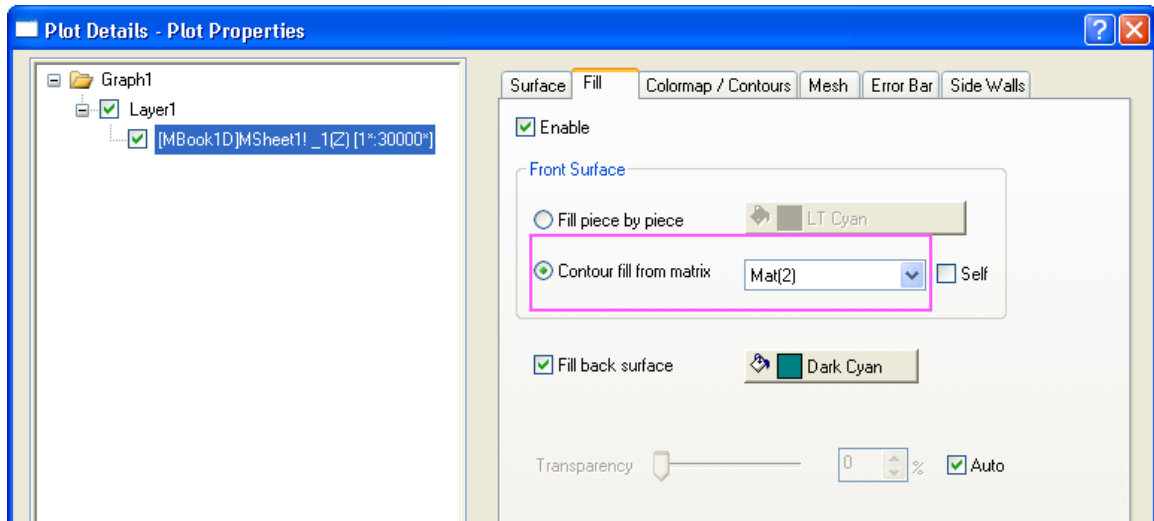 Plot Details - Plot Properties
Graph1
Layer1
[MBook1D]MSheet1! _1(Z) [1*:30000*]
Surface Fill Colormap / Contours Mesh Error Bar Side Walls
Enable
Front Surface
Fill piece by piece LT Cyan
Contour fill from matrix Mat(2) Self
Fill back surface Dark Cyan
Transparency 0 % Auto